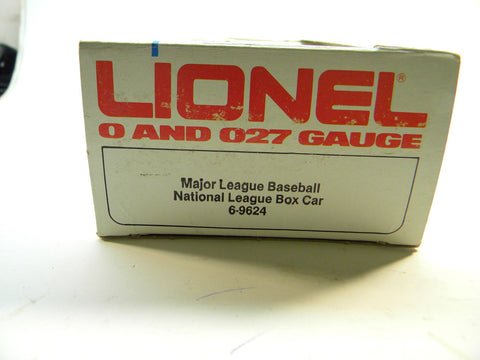 LIONEL®
O AND O27 GAUGE
Major League Baseball
National League Box Car
6-9624